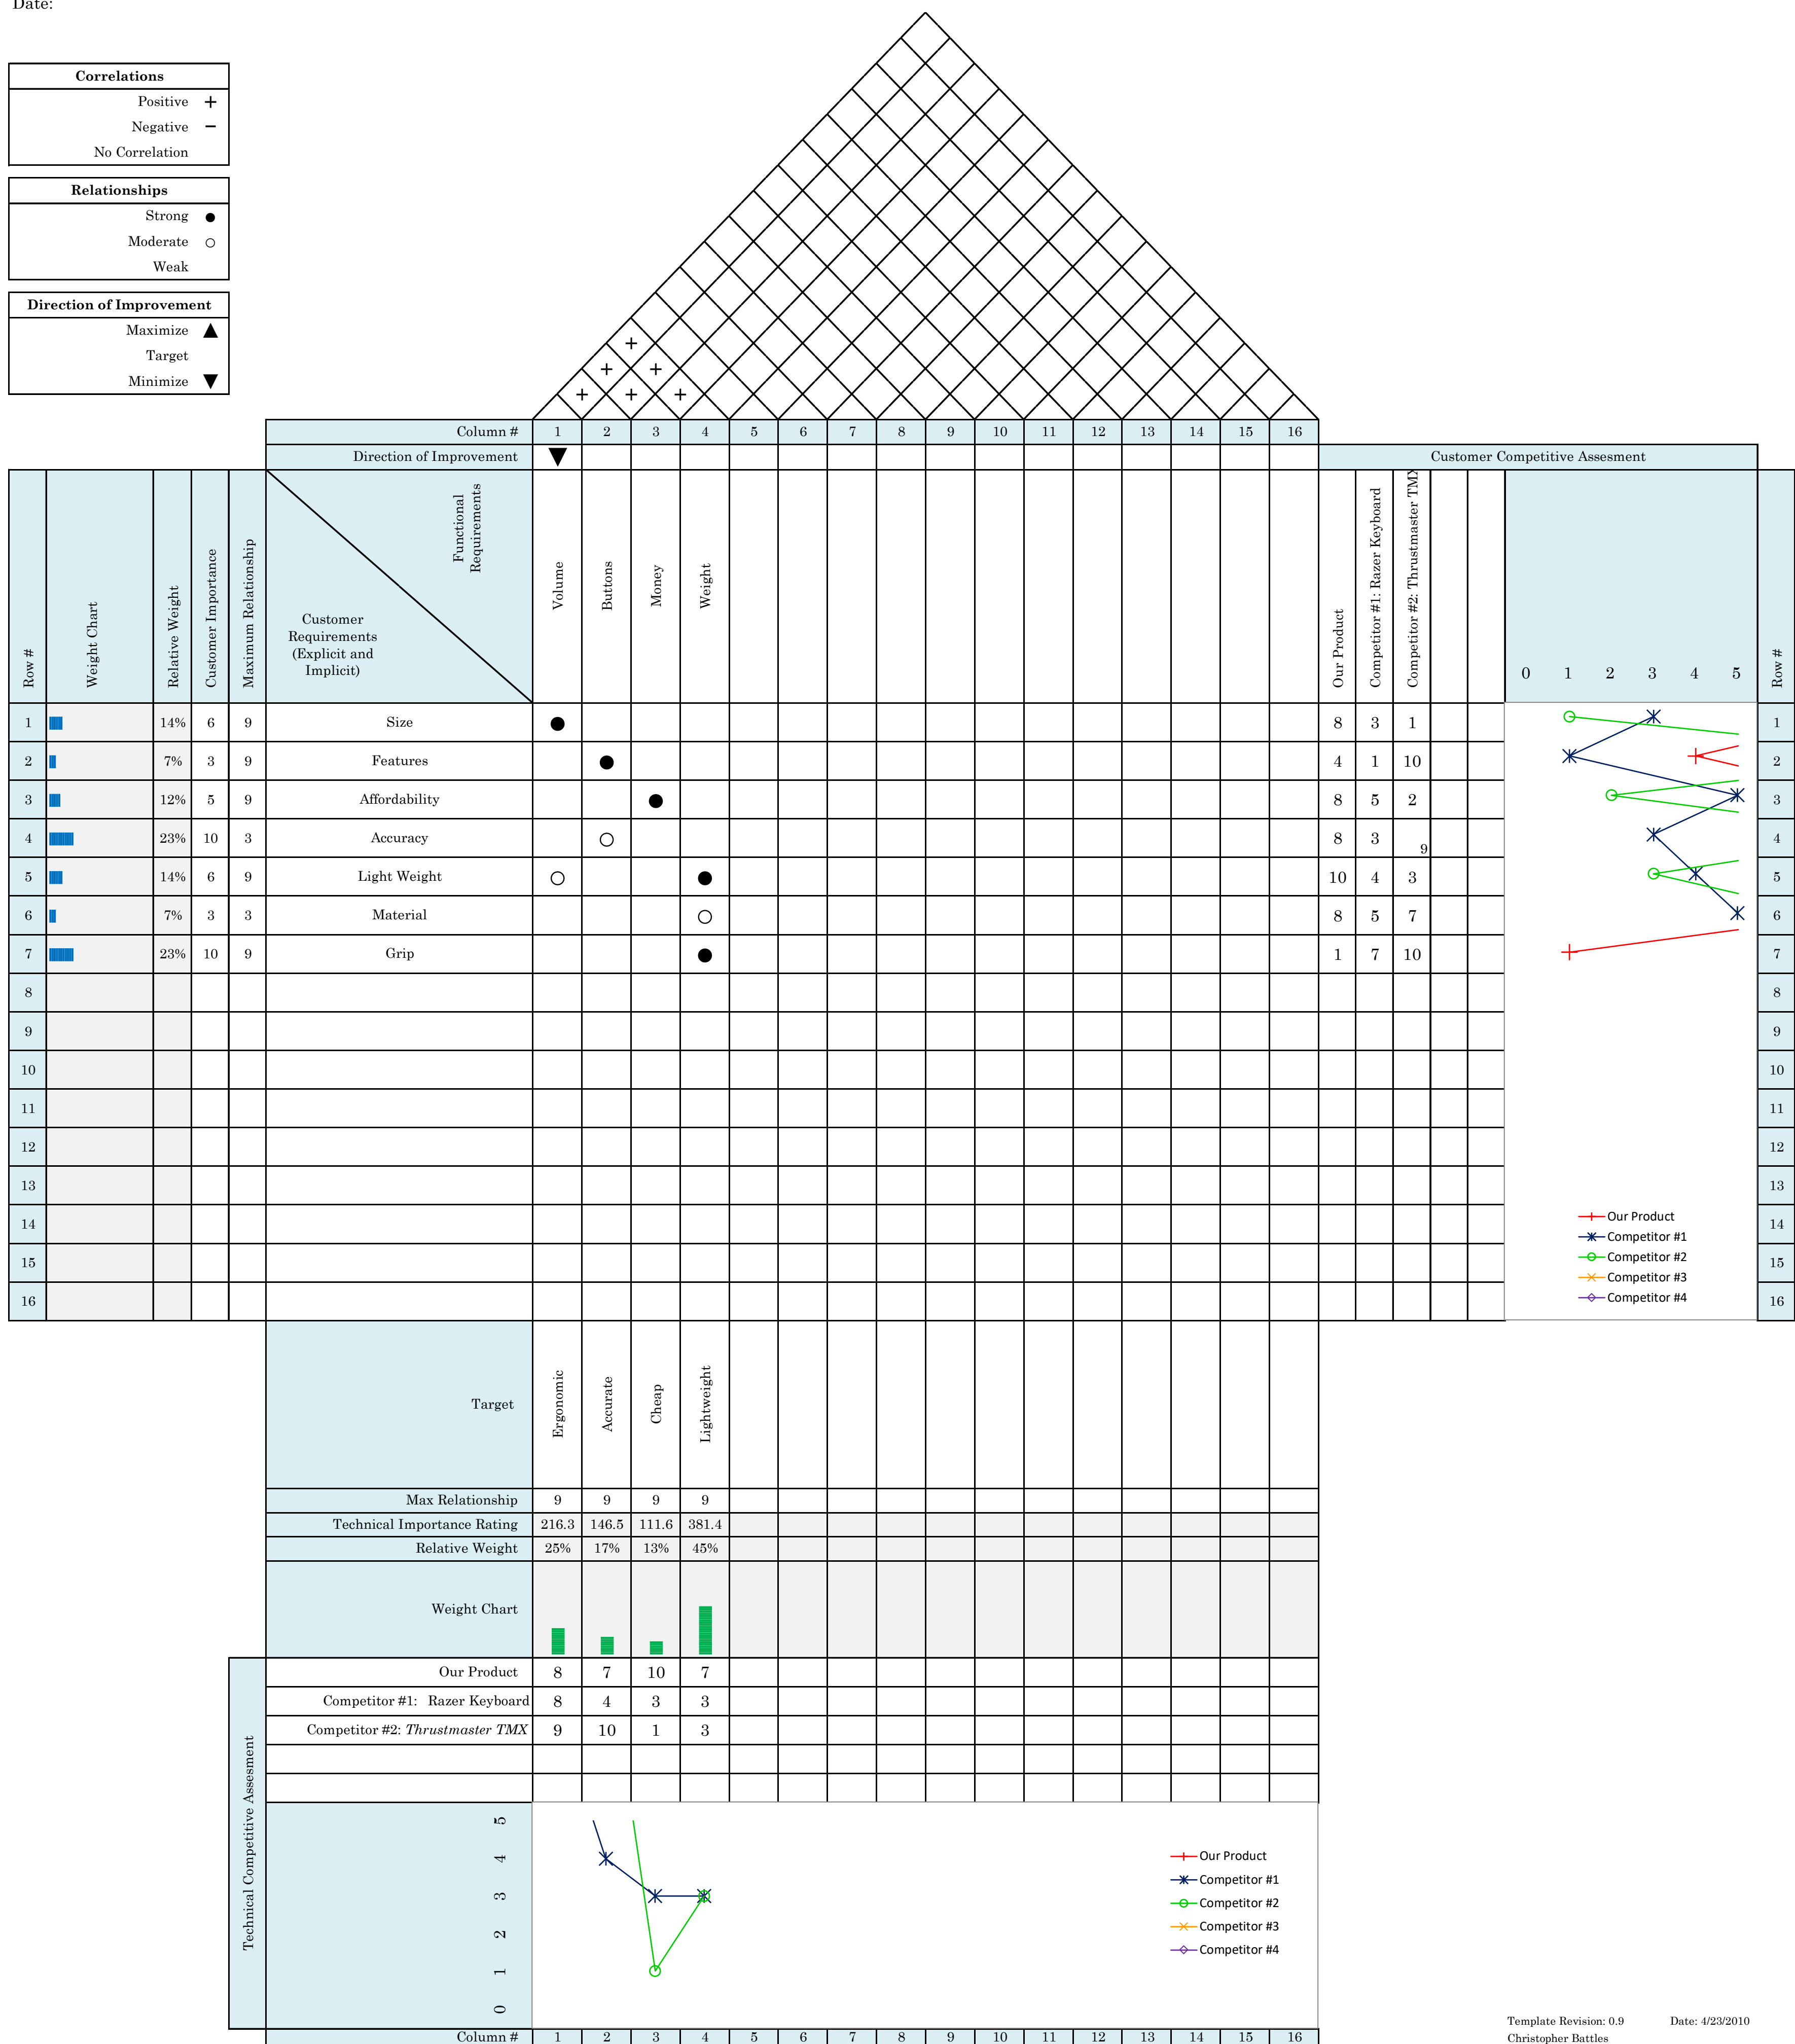 Date:
Correlations
Positive +
Negative −
No Correlation
Relationships
Strong ●
Moderate ○
Weak
Direction of Improvement
Maximize ▲
Target
Minimize ▼
+
+ +
+ + +
Column # 1 2 3 4 5 6 7 8 9 10 11 12 13 14 15 16
Direction of Improvement ▼
Customer Competitive Assesment
Row #
Weight Chart
Relative Weight
Customer Importance
Maximum Relationship
Functional
Requirements
Customer
Requirements
(Explicit and
Implicit)
Volume
Buttons
Money
Weight
Our Product
Competitor #1: Razer Keyboard
Competitor #2: Thrustmaster TMX
0 1 2 3 4 5
Row #
1 14% 6 9 Size ● 8 3 1 1
2 7% 3 9 Features ● 4 1 10 2
3 12% 5 9 Affordability ● 8 5 2 3
4 23% 10 3 Accuracy ○ 8 3 9 4
5 14% 6 9 Light Weight ○ ● 10 4 3 5
6 7% 3 3 Material ○ 8 5 7 6
7 23% 10 9 Grip ● 1 7 10 7
8 8
9 9
10 10
11 11
12 12
13 13
14 14
15 15
16 16
Our Product
Competitor #1
Competitor #2
Competitor #3
Competitor #4
Target
Ergonomic
Accurate
Cheap
Lightweight
Max Relationship 9 9 9 9
Technical Importance Rating 216.3 146.5 111.6 381.4
Relative Weight 25% 17% 13% 45%
Weight Chart
Technical Competitive Assesment
Our Product 8 7 10 7
Competitor #1: Razer Keyboard 8 4 3 3
Competitor #2: Thrustmaster TMX 9 10 1 3
5
4
3
2
1
0
Our Product
Competitor #1
Competitor #2
Competitor #3
Competitor #4
Column # 1 2 3 4 5 6 7 8 9 10 11 12 13 14 15 16
Template Revision: 0.9 Date: 4/23/2010
Christopher Battles